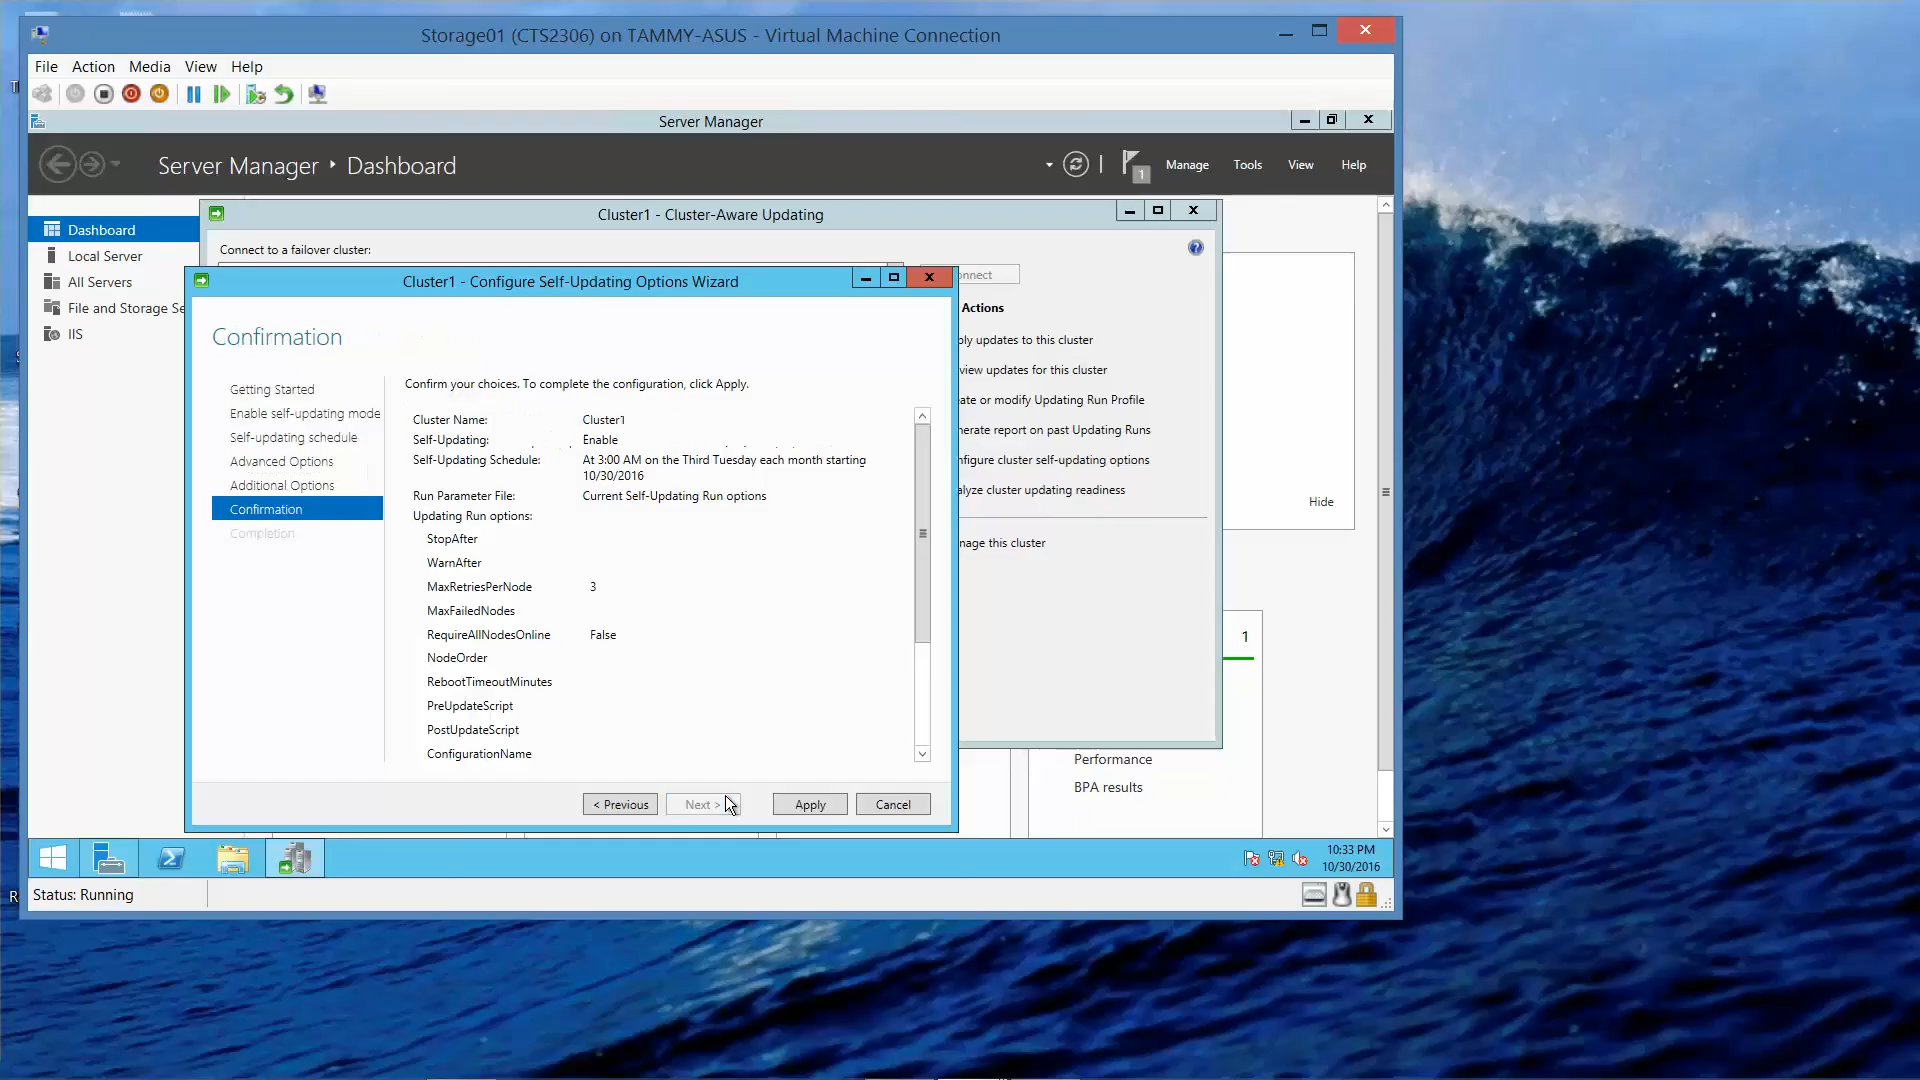 Storage01 (CTS2306) on TAMMY-ASUS - Virtual Machine Connection
File Action Media View Help
Server Manager
Server Manager Dashboard
1 Manage Tools View Help
Cluster1 - Cluster-Aware Updating
Dashboard
Local Server
All Servers
File and Storage Se
IIS
Connect to a failover cluster:
onnect
Actions
ply updates to this cluster
view updates for this cluster
ate or modify Updating Run Profile
nerate report on past Updating Runs
nfigure cluster self-updating options
alyze cluster updating readiness
nage this cluster
Hide
1
Performance
BPA results
Cluster1 - Configure Self-Updating Options Wizard
Confirmation
Getting Started
Enable self-updating mode
Self-updating schedule
Advanced Options
Additional Options
Confirmation
Completion
Confirm your choices. To complete the configuration, click Apply.
Cluster Name: Cluster1
Self-Updating: Enable
Self-Updating Schedule: At 3:00 AM on the Third Tuesday each month starting
10/30/2016
Run Parameter File: Current Self-Updating Run options
Updating Run options:
StopAfter
WarnAfter
MaxRetriesPerNode 3
MaxFailedNodes
RequireAllNodesOnline False
NodeOrder
RebootTimeoutMinutes
PreUpdateScript
PostUpdateScript
ConfigurationName
< Previous Next > Apply Cancel
10:33 PM
10/30/2016
Status: Running